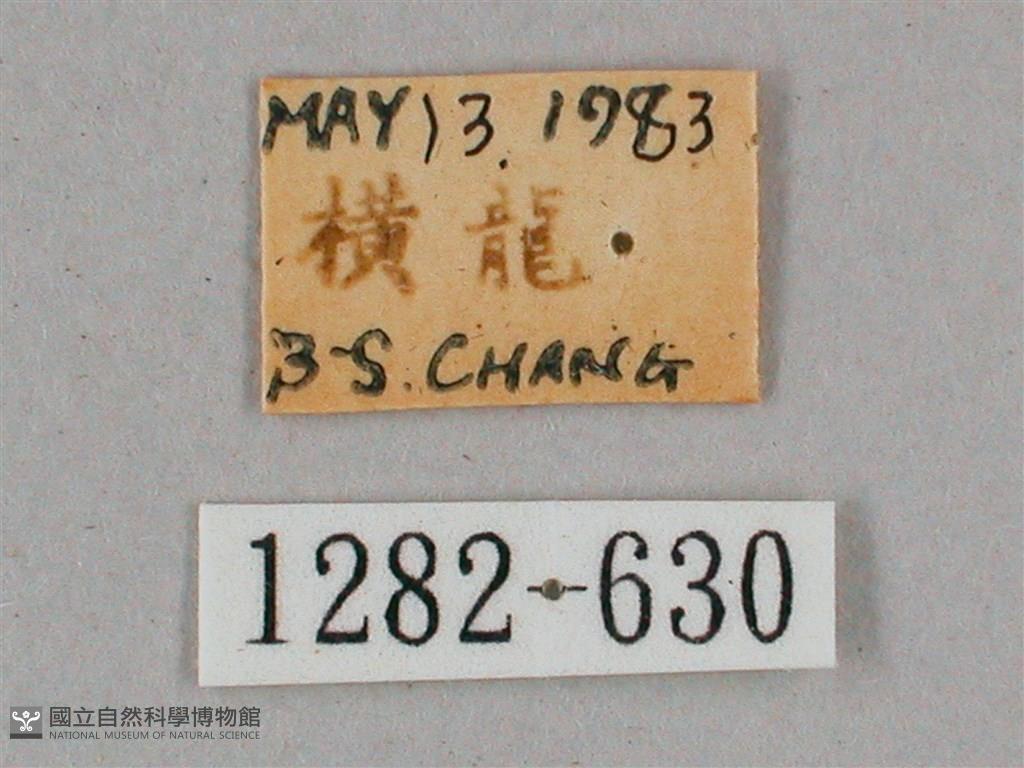 MAY 13. 1983
橫龍
B-S. CHANG
1282-630
國立自然科學博物館
NATIONAL MUSEUM OF NATURAL SCIENCE